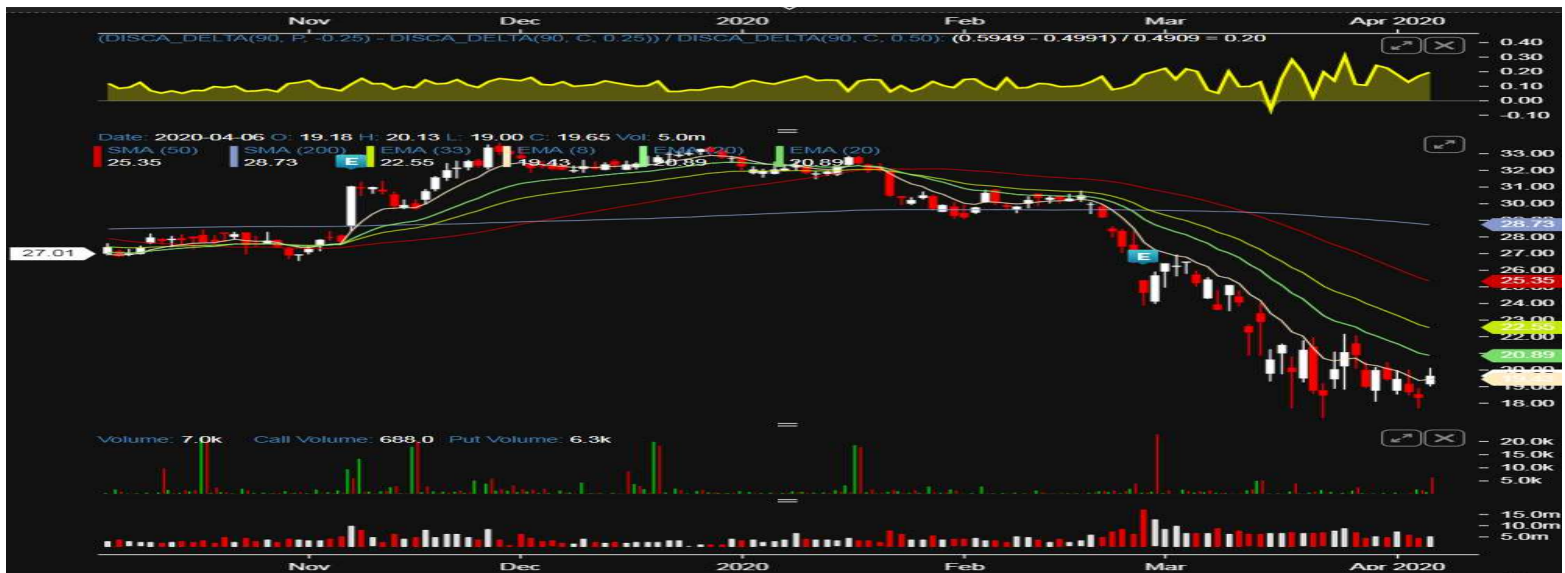 Nov Dec 2020 Feb Mar Apr 2020
(DISCA_DELTA(90, P, -0.25) - DISCA_DELTA(90, C, 0.25)) / DISCA_DELTA(90, C, 0.50): (0.5949 - 0.4991) / 0.4909 = 0.20
0.40
0.30
0.20
0.10
0.00
-0.10
Date: 2020-04-06 O: 19.18 H: 20.13 L: 19.00 C: 19.65 Vol: 5.0m
SMA (50) SMA (200) EMA (33) EMA (8) EMA (20) EMA (20)
25.35 28.73 E 22.55 19.43 20.89 20.89
33.00
32.00
31.00
30.00
28.73
28.00
27.01 E 27.00
26.00
25.35
24.00
23.00
22.55
22.00
20.89
20.00
19.00
18.00
Volume: 7.0k Call Volume: 688.0 Put Volume: 6.3k
20.0k
15.0k
10.0k
5.0k
15.0m
10.0m
5.0m
Nov Dec 2020 Feb Mar Apr 2020